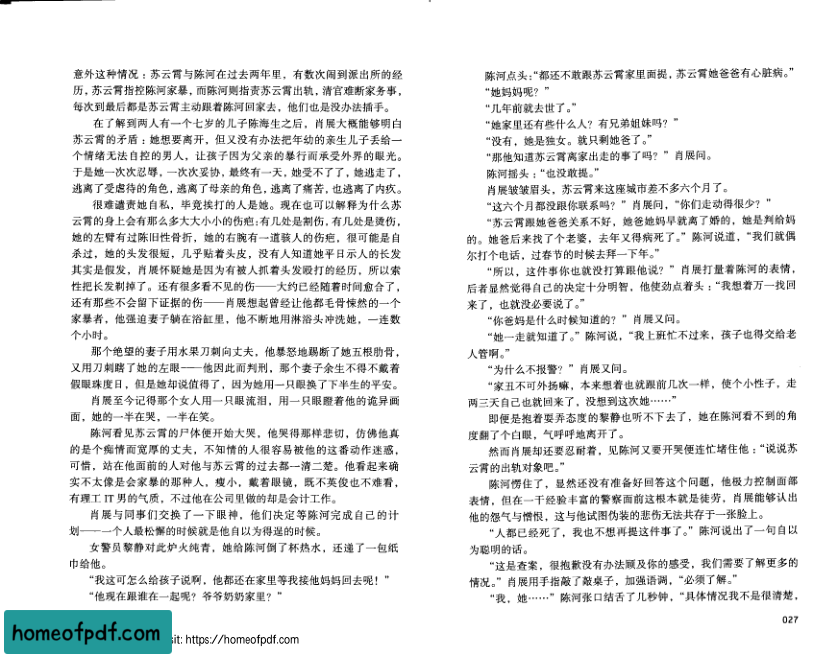 意外这种情况：苏云霄与陈河在过去两年里，有数次闹到派出所的经
历，苏云霄指控陈河家暴，而陈河则指责苏云霄出轨，清官难断家务事，
每次到最后都是苏云霄主动跟着陈河回家去，他们也是没办法插手。
在了解到两人有一个七岁的儿子陈海生之后，肖展大概能够明白
苏云霄的矛盾：她想要离开，但又没有办法把年幼的亲生儿子丢给一
个情绪无法自控的男人，让孩子因为父亲的暴行而承受外界的眼光。
于是她一次次忍辱，一次次妥协，最终有一天，她受不了了，她逃走了，
逃离了受虐待的角色，逃离了母亲的角色，逃离了痛苦，也逃离了内疚。
很难谴责她自私，毕竟挨打的人是她。现在也可以解释为什么苏
云霄的身上会有那么多大大小小的伤疤：有几处是割伤，有几处是烫伤，
她的左臂有过陈旧性骨折，她的右腕有一道骇人的伤疤，很可能是自
杀过，她的头发很短，几乎贴着头皮，没有人知道她平日示人的长发
其实是假发，肖展怀疑她是因为有被人抓着头发殴打的经历，所以索
性把长发剃掉了。还有很多看不见的伤——大约已经随着时间愈合了，
还有那些不会留下证据的伤——肖展想起曾经让他都毛骨悚然的一个
家暴者，他强迫妻子躺在浴缸里，他不断地用淋浴头冲洗她，一连数
个小时。
那个绝望的妻子用水果刀刺向丈夫，他暴怒地踢断了她五根肋骨，
又用刀刺瞎了她的左眼——他因此而判刑，那个妻子余生不得不戴着
假眼珠度日，但是她却说值得了，因为她用一只眼换了下半生的平安。
肖展至今记得那个女人用一只眼流泪，用一只眼瞪着他的诡异画
面，她的一半在哭，一半在笑。
陈河看见苏云霄的尸体便开始大哭，他哭得那样悲切，仿佛他真
的是个痴情而宽厚的丈夫，不知情的人很容易被他的这番动作迷惑，
可惜，站在他面前的人对他与苏云霄的过去都一清二楚。他看起来确
实不太像是会家暴的那种人，瘦小，戴着眼镜，既不英俊也不难看，
有理工 IT 男的气质，不过他在公司里做的却是会计工作。
肖展与同事们交换了一下眼神，他们决定等陈河完成自己的计
划——一个人最松懈的时候就是他自以为得逞的时候。
女警员黎静对此炉火纯青，她给陈河倒了杯热水，还递了一包纸
巾给他。
“我这可怎么给孩子说啊，他都还在家里等我接他妈妈回去呢！”
“他现在跟谁在一起呢？爷爷奶奶家里？”
陈河点头：“都还不敢跟苏云霄家里面提，苏云霄她爸爸有心脏病。”
“她妈妈呢？”
“几年前就去世了。”
“她家里还有些什么人？有兄弟姐妹吗？”
“没有，她是独女。就只剩她爸了。”
“那他知道苏云霄离家出走的事了吗？”肖展问。
陈河摇头：“也没敢提。”
肖展皱皱眉头，苏云霄来这座城市差不多六个月了。
“这六个月都没跟你联系吗？”肖展问，“你们走动得很少？”
“苏云霄跟她爸爸关系不好，她爸她妈早就离了婚的，她是判给妈
的。她爸后来找了个老婆，去年又得病死了。”陈河说道，“我们就偶
尔打个电话，过春节的时候去拜一下年。”
“所以，这件事你也就没打算跟他说？”肖展打量着陈河的表情，
后者显然觉得自己的决定十分明智，他使劲点着头：“我想着万一找回
来了，也就没必要说了。”
“你爸妈是什么时候知道的？”肖展又问。
“她一走就知道了。”陈河说，“我上班忙不过来，孩子也得交给老
人管啊。”
“为什么不报警？”肖展又问。
“家丑不可外扬嘛，本来想着也就跟前几次一样，使个小性子，走
两三天自己也就回来了，没想到这次她……”
即便是抱着耍弄态度的黎静也听不下去了，她在陈河看不到的角
度翻了个白眼，气呼呼地离开了。
然而肖展却还要忍耐着，见陈河又要开哭便连忙堵住他：“说说苏
云霄的出轨对象吧。”
陈河愣住了，显然还没有准备好回答这个问题，他极力控制面部
表情，但在一干经验丰富的警察面前这根本就是徒劳，肖展能够认出
他的怨气与憎恨，这与他试图伪装的悲伤无法共存于一张脸上。
“人都已经死了，我也不想再提这件事了。”陈河说出了一句自以
为聪明的话。
“这是查案，很抱歉没有办法顾及你的感受，我们需要了解更多的
情况。”肖展用手指敲了敲桌子，加强语调，“必须了解。”
“我，她……”陈河张口结舌了几秒钟，“具体情况我不是很清楚，
027
homeofpdf.com
sit: https://homeofpdf.com